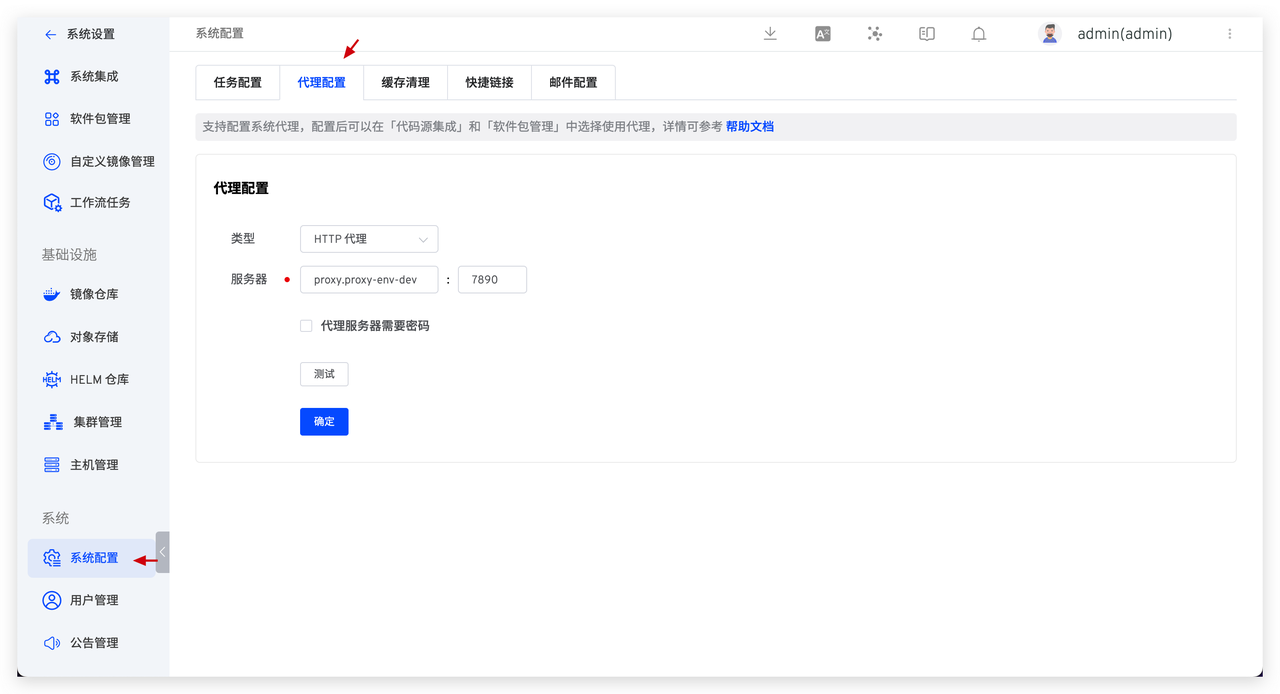 系统设置
系统集成
软件包管理
自定义镜像管理
工作流任务
基础设施
镜像仓库
对象存储
HELM 仓库
集群管理
主机管理
系统
系统配置
用户管理
公告管理
系统配置
admin(admin)
任务配置 代理配置 缓存清理 快捷链接 邮件配置
支持配置系统代理，配置后可以在「代码源集成」和「软件包管理」中选择使用代理，详情可参考 帮助文档
代理配置
类型 HTTP 代理
服务器 proxy.proxy-env-dev : 7890
代理服务器需要密码
测试
确定